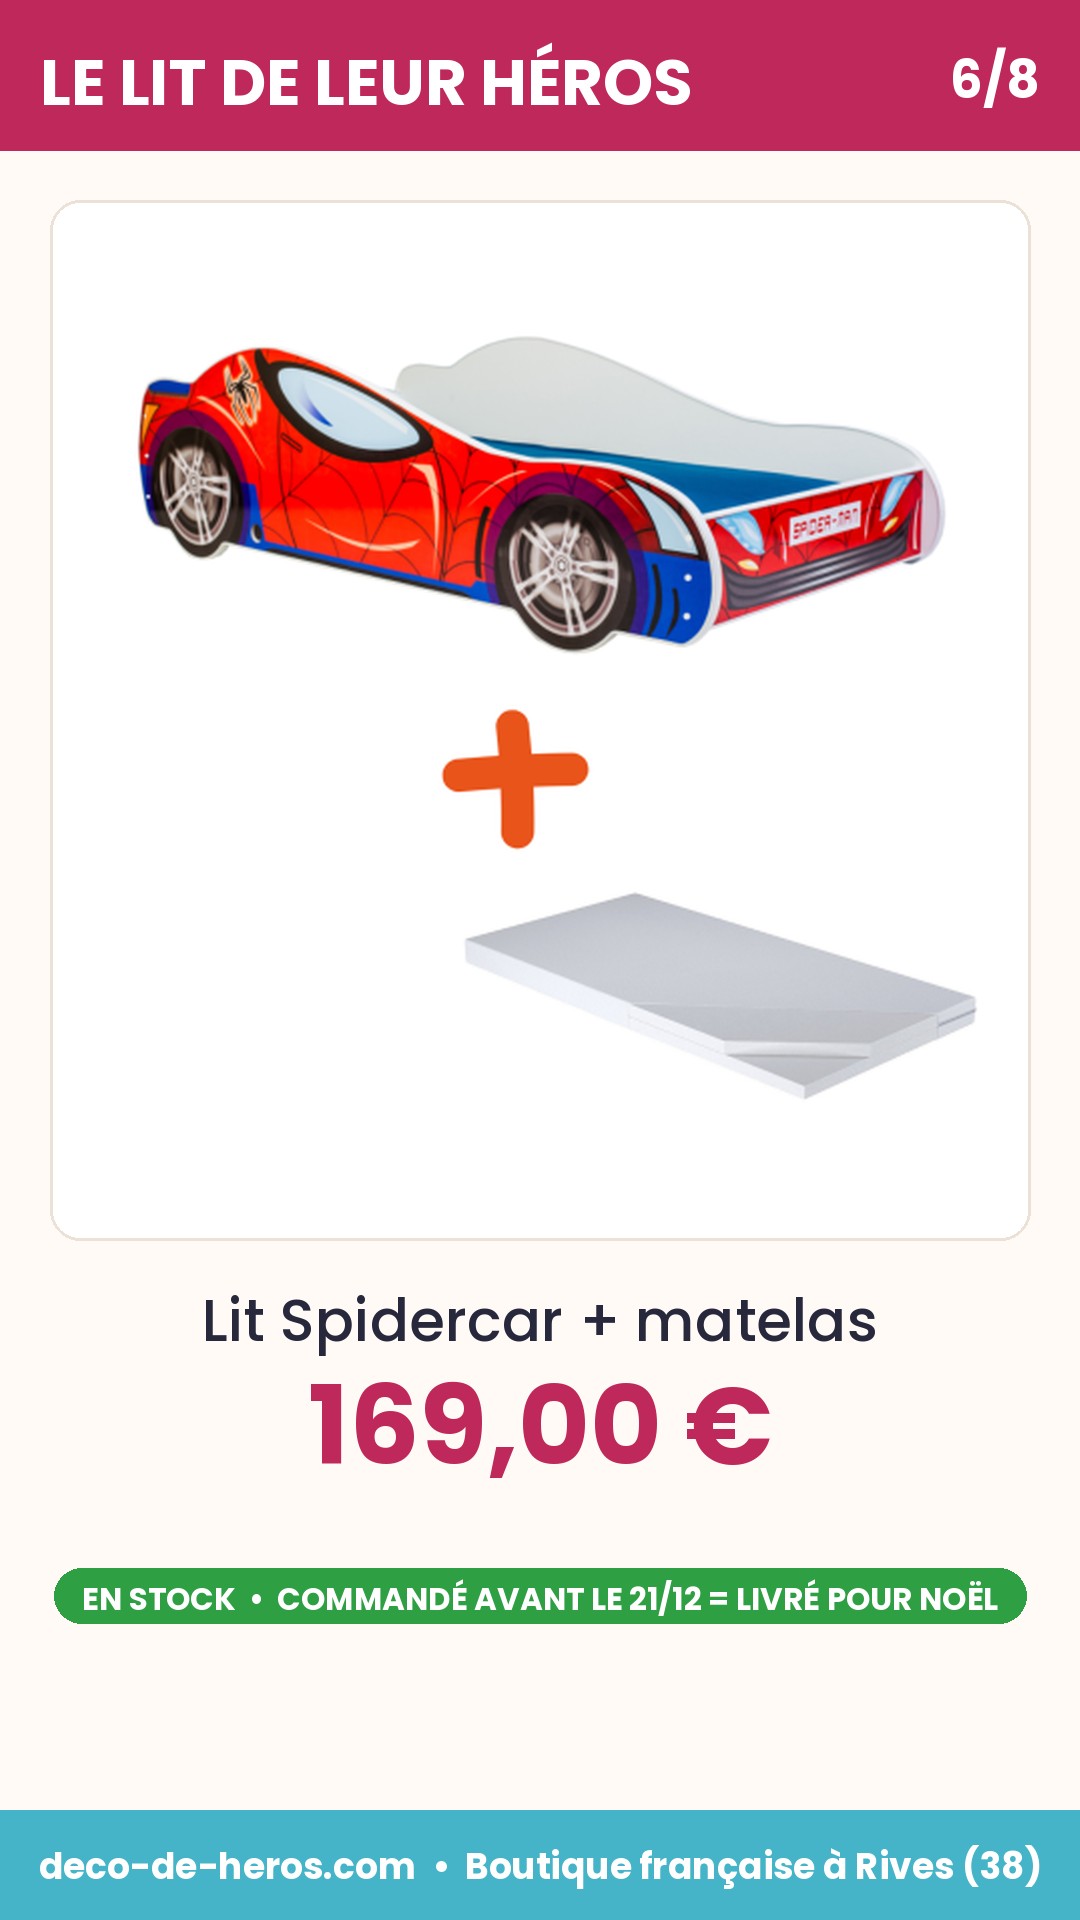 LE LIT DE LEUR HÉROS
6/8
SPIDER-MAN
Lit Spidercar + matelas
169,00 €
EN STOCK • COMMANDÉ AVANT LE 21/12 = LIVRÉ POUR NOËL
deco-de-heros.com • Boutique française à Rives (38)